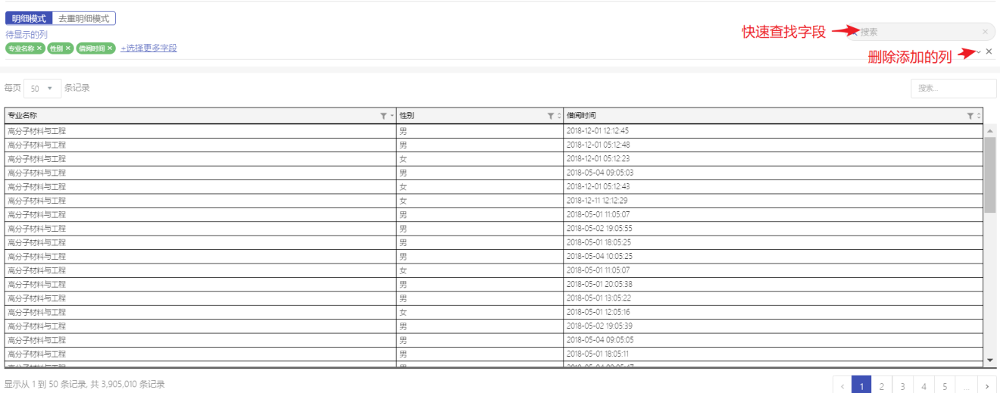 明细模式 去重明细模式
待显示的列
快速查找字段 搜索 ×
专业名称 × 性别 × 借阅时间 × +选择更多字段
删除添加的列 ×
每页 50 条记录 搜索...
专业名称 性别 借阅时间
高分子材料与工程 男 2018-12-01 12:12:45
高分子材料与工程 男 2018-12-01 05:12:48
高分子材料与工程 女 2018-12-01 05:12:23
高分子材料与工程 男 2018-05-04 09:05:03
高分子材料与工程 女 2018-12-01 05:12:43
高分子材料与工程 女 2018-12-11 12:12:29
高分子材料与工程 男 2018-05-01 11:05:07
高分子材料与工程 男 2018-05-02 19:05:55
高分子材料与工程 男 2018-05-01 18:05:25
高分子材料与工程 男 2018-05-04 10:05:25
高分子材料与工程 女 2018-05-01 11:05:07
高分子材料与工程 男 2018-05-01 20:05:38
高分子材料与工程 男 2018-05-01 13:05:22
高分子材料与工程 女 2018-05-01 12:05:16
高分子材料与工程 男 2018-05-02 19:05:39
高分子材料与工程 男 2018-05-04 09:05:05
高分子材料与工程 男 2018-05-01 18:05:11
显示从 1 到 50 条记录, 共 3,905,010 条记录 ‹ 1 2 3 4 5 ... ›